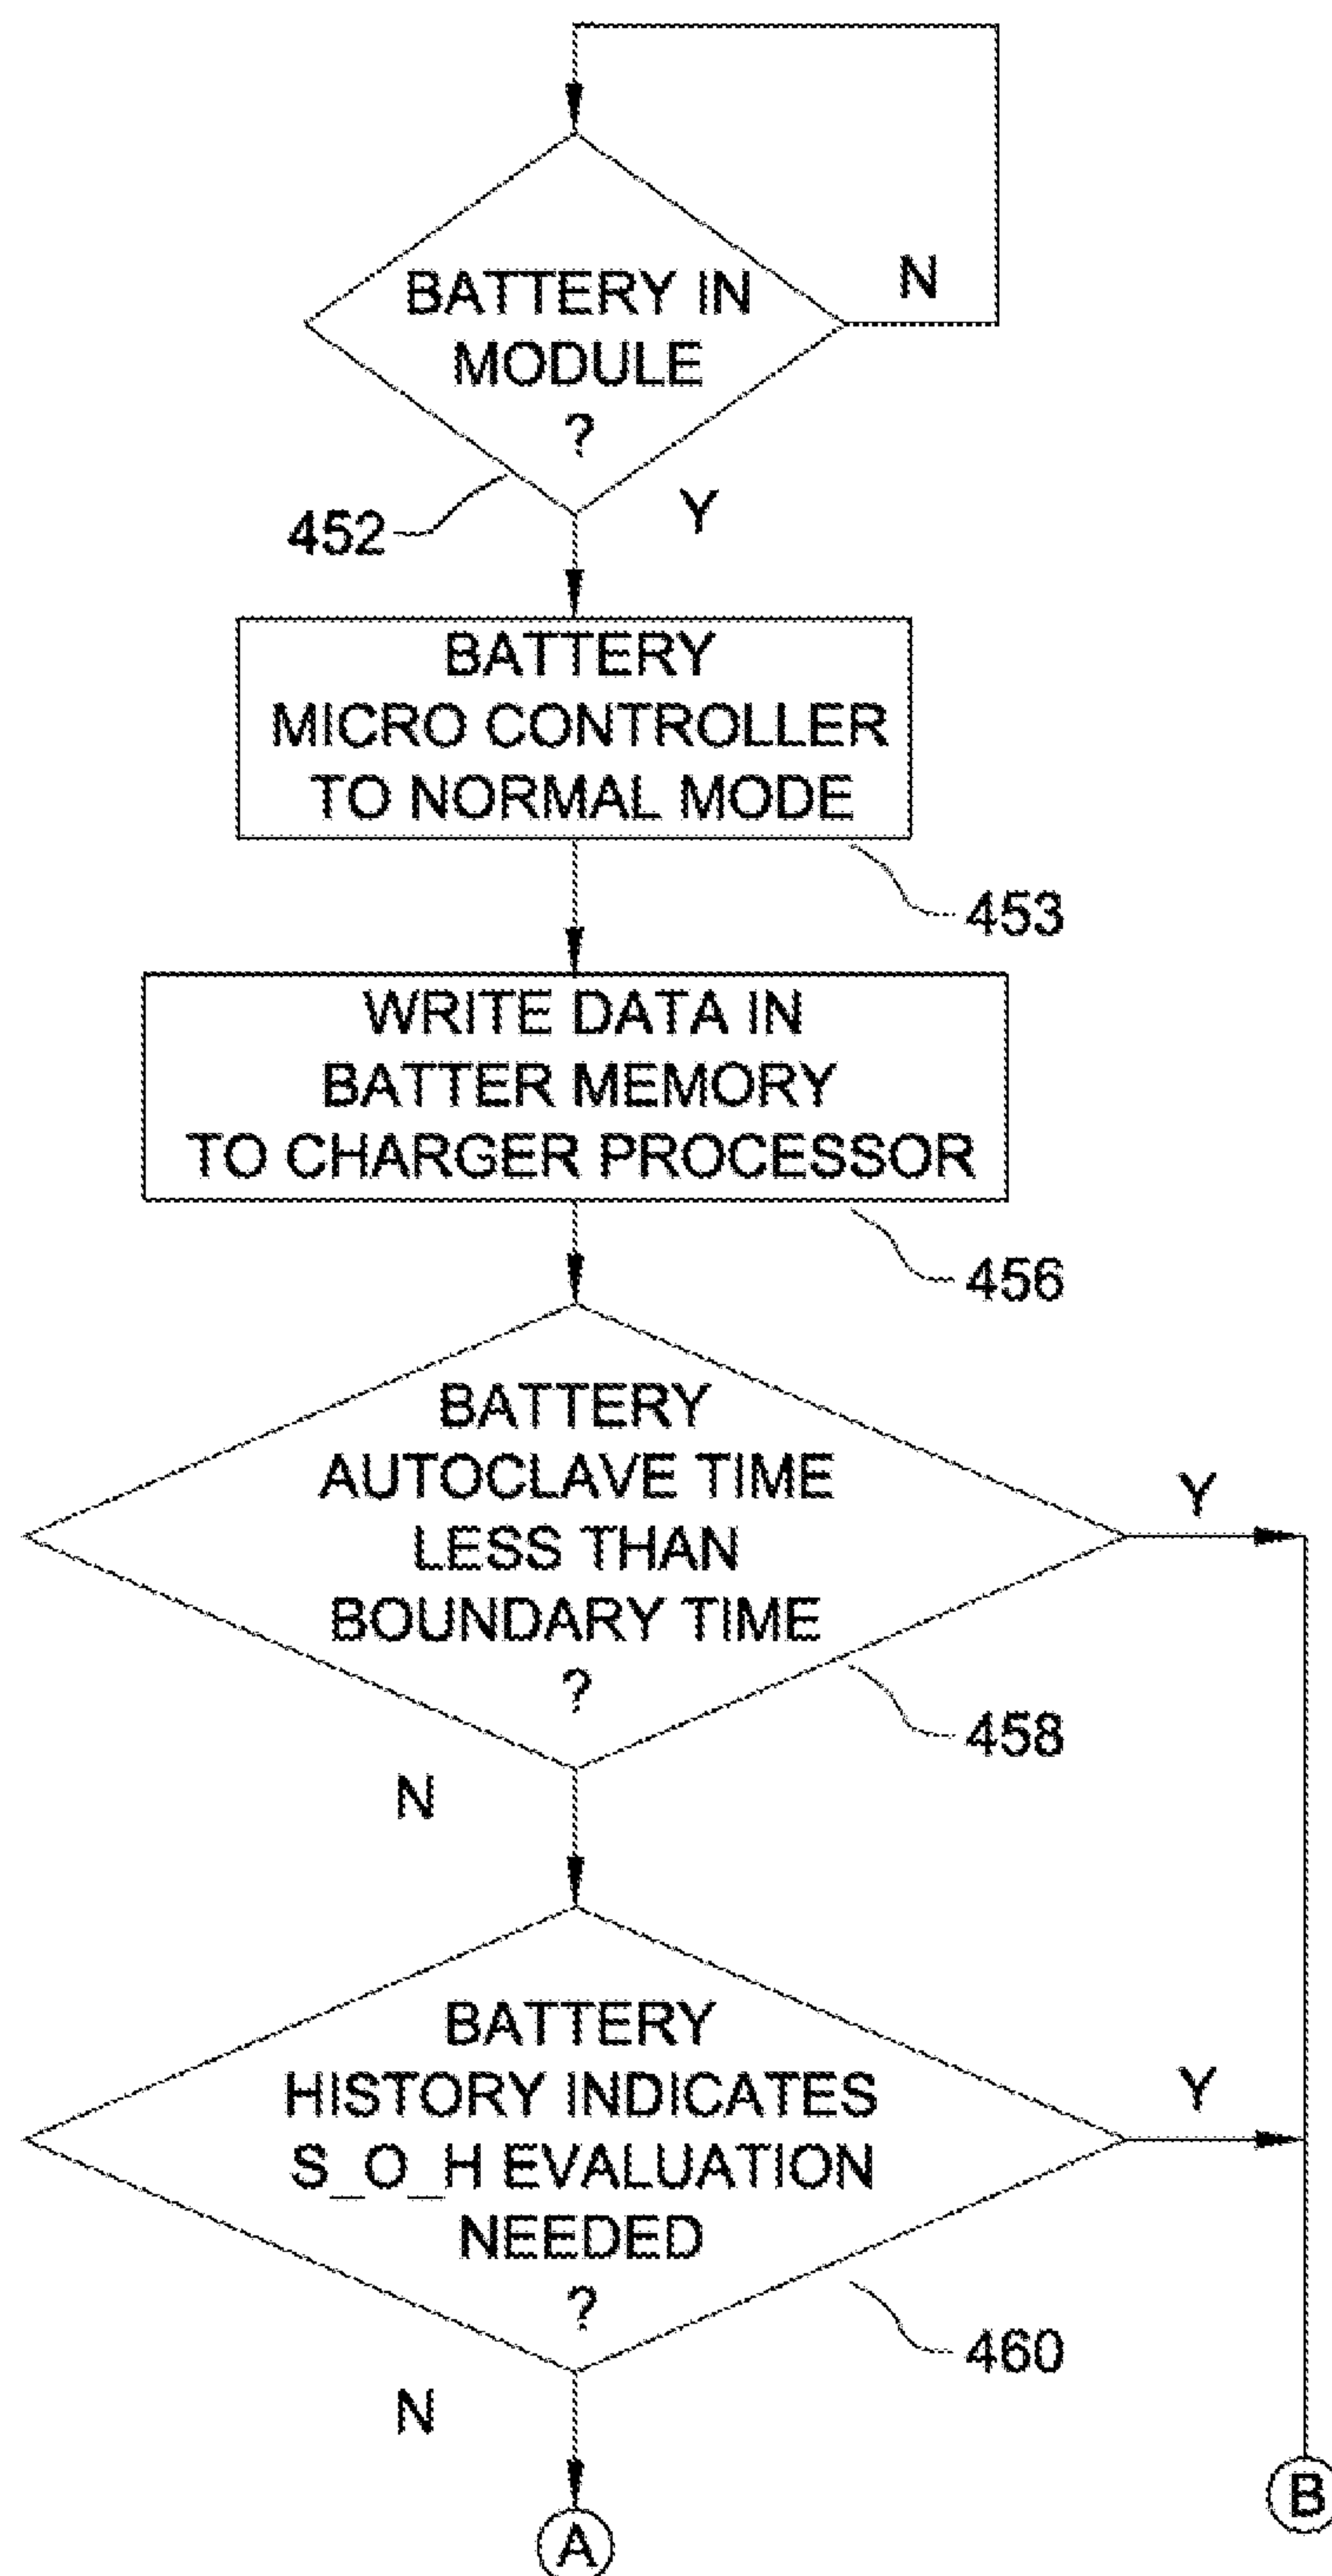 BATTERY IN
MODULE
?
N
452
Y
BATTERY
MICRO CONTROLLER
TO NORMAL MODE
453
WRITE DATA IN
BATTER MEMORY
TO CHARGER PROCESSOR
456
BATTERY
AUTOCLAVE TIME
LESS THAN
BOUNDARY TIME
?
Y
458
N
BATTERY
HISTORY INDICATES
S_O_H EVALUATION
NEEDED
?
Y
460
N
A
B